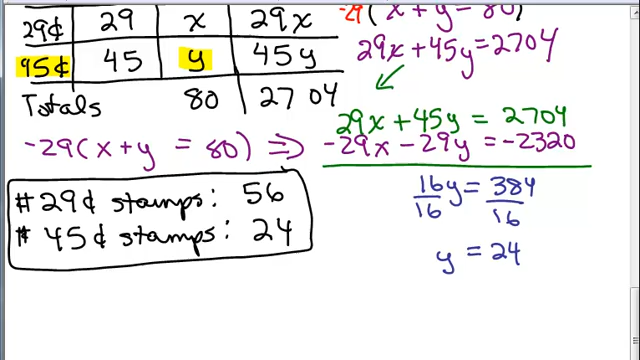 29¢ 29 x 29x
95¢ 45 y 45y
Totals 80 2704
-29(x+y=80)
29x+45y=2704
29x+45y = 2704
-29(x+y = 80) ⇒ -29x-29y = -2320
16y = 384
16 16
y = 24
# 29¢ stamps: 56
# 45¢ stamps: 24